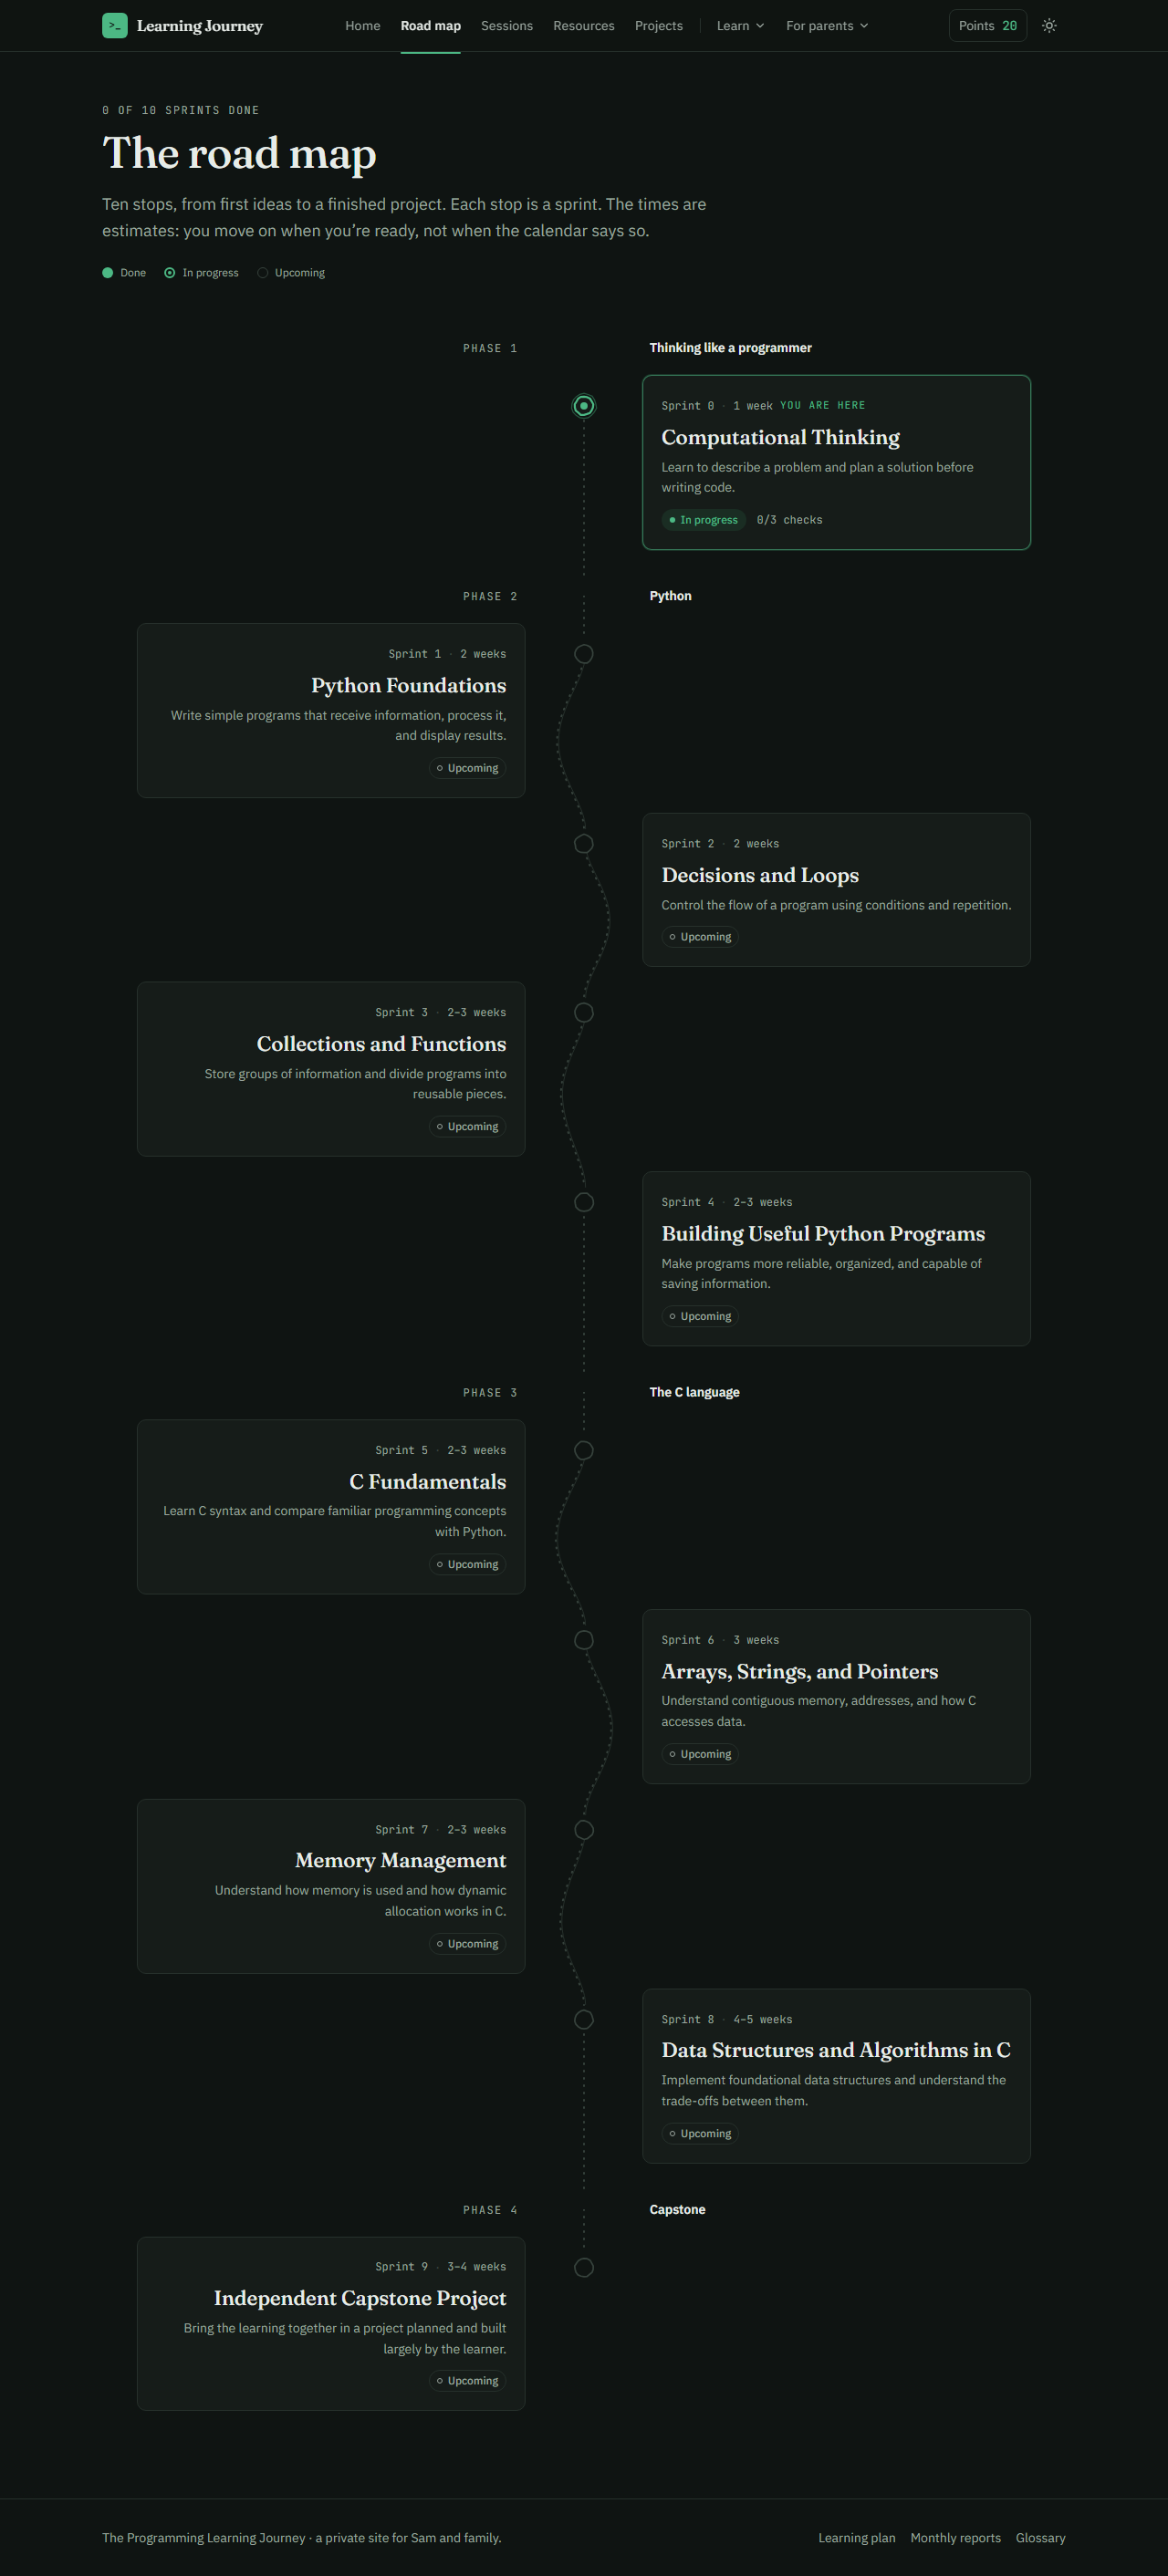 >_ Learning Journey Home Road map Sessions Resources Projects Learn For parents Points 20
0 OF 10 SPRINTS DONE
The road map
Ten stops, from first ideas to a finished project. Each stop is a sprint. The times are
estimates: you move on when you’re ready, not when the calendar says so.
Done In progress Upcoming
PHASE 1 Thinking like a programmer
Sprint 0 · 1 week YOU ARE HERE
Computational Thinking
Learn to describe a problem and plan a solution before
writing code.
In progress 0/3 checks
PHASE 2 Python
Sprint 1 · 2 weeks
Python Foundations
Write simple programs that receive information, process it,
and display results.
Upcoming
Sprint 2 · 2 weeks
Decisions and Loops
Control the flow of a program using conditions and repetition.
Upcoming
Sprint 3 · 2–3 weeks
Collections and Functions
Store groups of information and divide programs into
reusable pieces.
Upcoming
Sprint 4 · 2–3 weeks
Building Useful Python Programs
Make programs more reliable, organized, and capable of
saving information.
Upcoming
PHASE 3 The C language
Sprint 5 · 2–3 weeks
C Fundamentals
Learn C syntax and compare familiar programming concepts
with Python.
Upcoming
Sprint 6 · 3 weeks
Arrays, Strings, and Pointers
Understand contiguous memory, addresses, and how C
accesses data.
Upcoming
Sprint 7 · 2–3 weeks
Memory Management
Understand how memory is used and how dynamic
allocation works in C.
Upcoming
Sprint 8 · 4–5 weeks
Data Structures and Algorithms in C
Implement foundational data structures and understand the
trade-offs between them.
Upcoming
PHASE 4 Capstone
Sprint 9 · 3–4 weeks
Independent Capstone Project
Bring the learning together in a project planned and built
largely by the learner.
Upcoming
The Programming Learning Journey · a private site for Sam and family. Learning plan Monthly reports Glossary